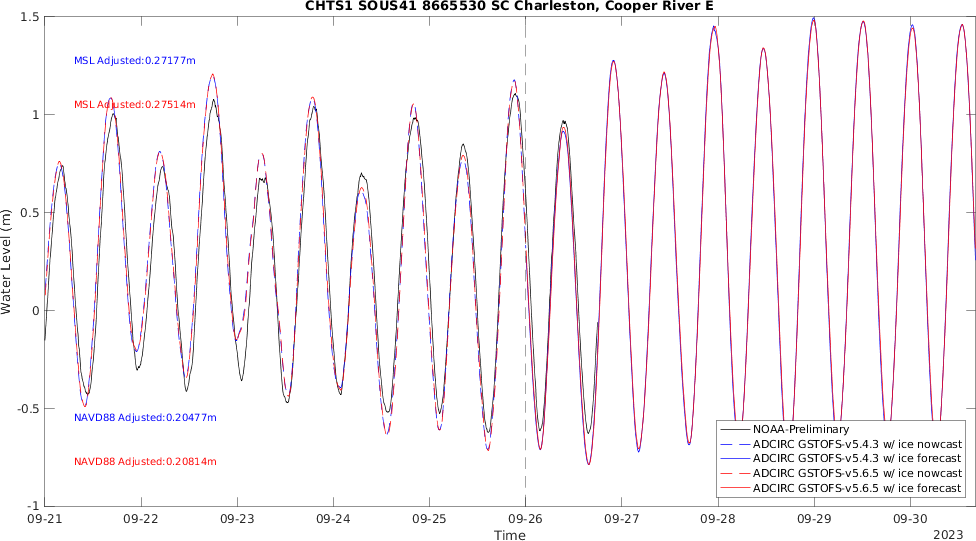 CHTS1 SOUS41 8665530 SC Charleston, Cooper River E
1.5
1
0.5
0
-0.5
-1
Water Level (m)
MSL Adjusted:0.27177m
MSL Adjusted:0.27514m
NAVD88 Adjusted:0.20477m
NAVD88 Adjusted:0.20814m
NOAA-Preliminary
ADCIRC GSTOFS-v5.4.3 w/ ice nowcast
ADCIRC GSTOFS-v5.4.3 w/ ice forecast
ADCIRC GSTOFS-v5.6.5 w/ ice nowcast
ADCIRC GSTOFS-v5.6.5 w/ ice forecast
09-21 09-22 09-23 09-24 09-25 09-26 09-27 09-28 09-29 09-30
Time
2023